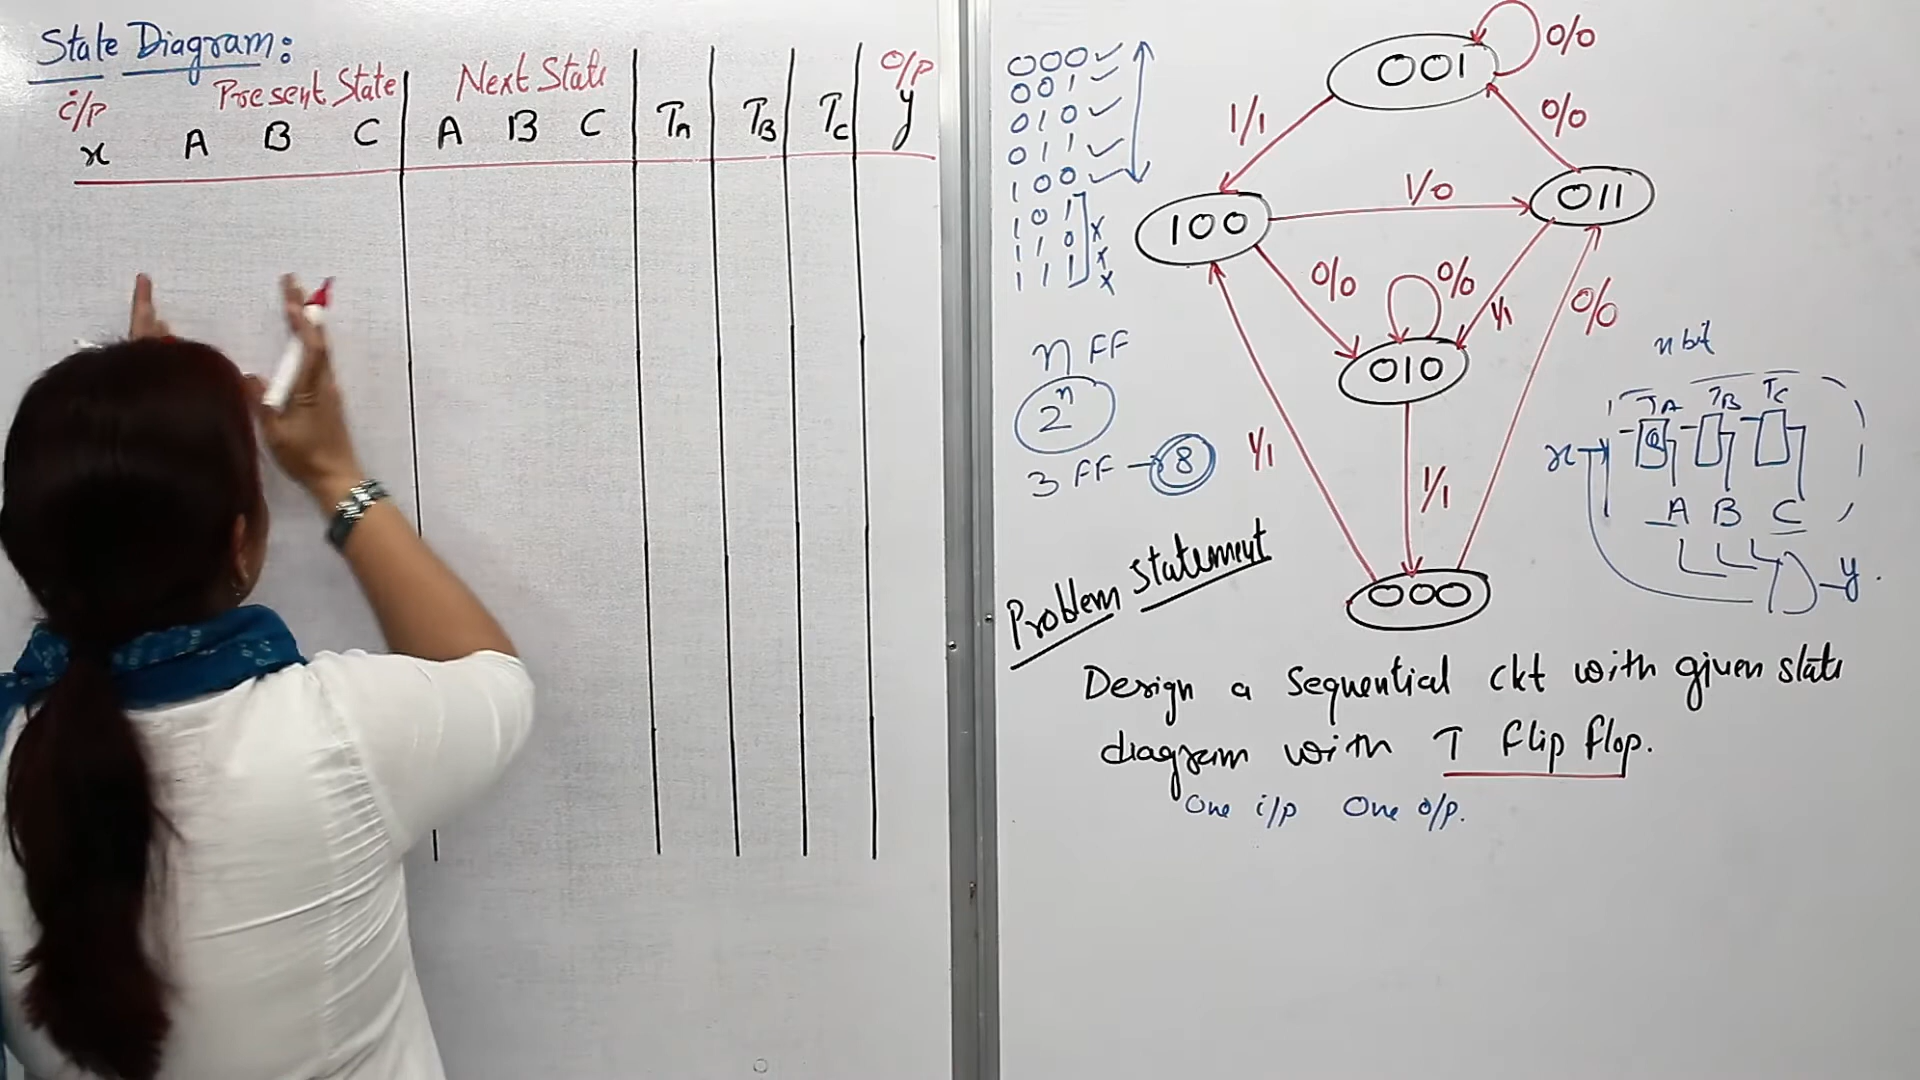 State Diagram:
i/p Present State Next State o/p
x A B C A B C TA TB TC y
000 ✓
001 ✓
010 ✓
011 ✓
100 ✓
101 x
110 x
111 x
n FF
2ⁿ
3 FF → 8
001
0/0
1/1
0/0
100
1/0
011
0/0
0/0
1/1
0/0
010
1/1
1/1
000
n bit
TA TB TC
x Q
A B C
y
Problem Statement
Design a Sequential ckt with given state
diagram with T flip flop.
One i/p One o/p.